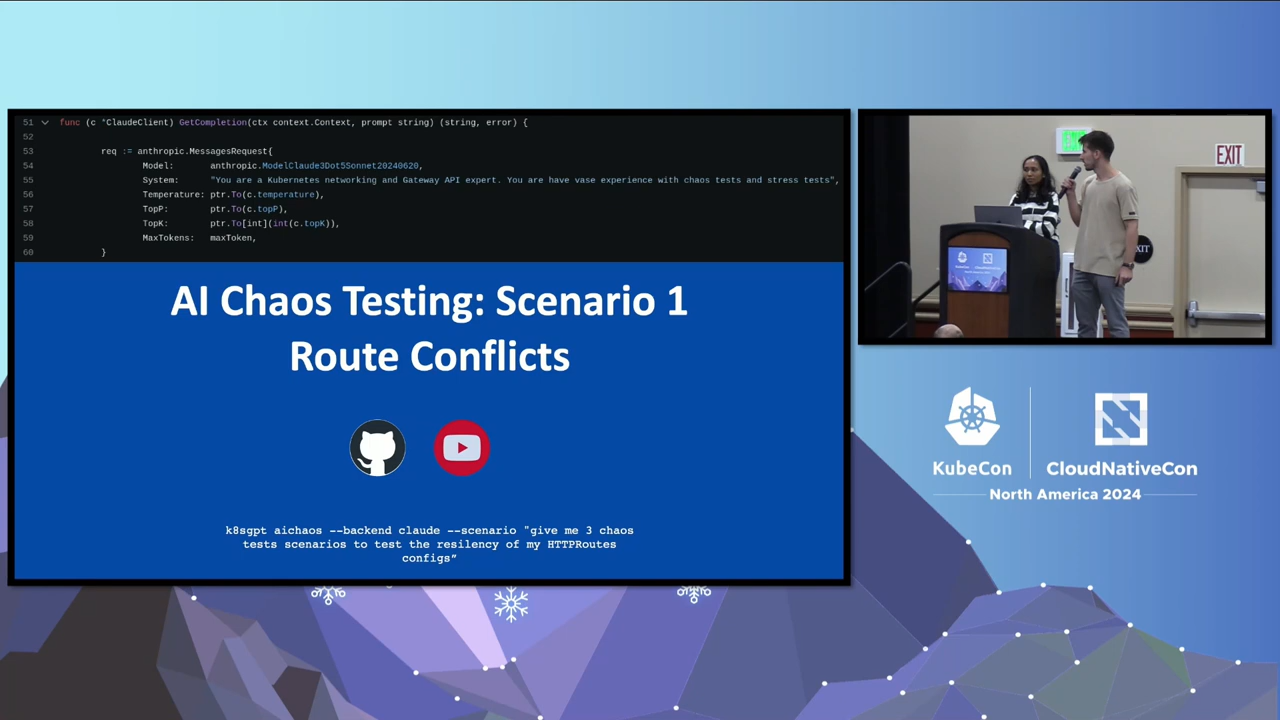 51 func (c *ClaudeClient) GetCompletion(ctx context.Context, prompt string) (string, error) {
52
53 req := anthropic.MessagesRequest{
54 Model: anthropic.ModelClaude3Dot5Sonnet20240620,
55 System: "You are a Kubernetes networking and Gateway API expert. You are have vase experience with chaos tests and stress tests",
56 Temperature: ptr.To(c.temperature),
57 TopP: ptr.To(c.topP),
58 TopK: ptr.To[int](int(c.topK)),
59 MaxTokens: maxToken,
60 }
AI Chaos Testing: Scenario 1
Route Conflicts
k8sgpt aichaos --backend claude --scenario "give me 3 chaos
tests scenarios to test the resilency of my HTTPRoutes
configs”
EXIT
KubeCon
CloudNativeCon
North America 2024